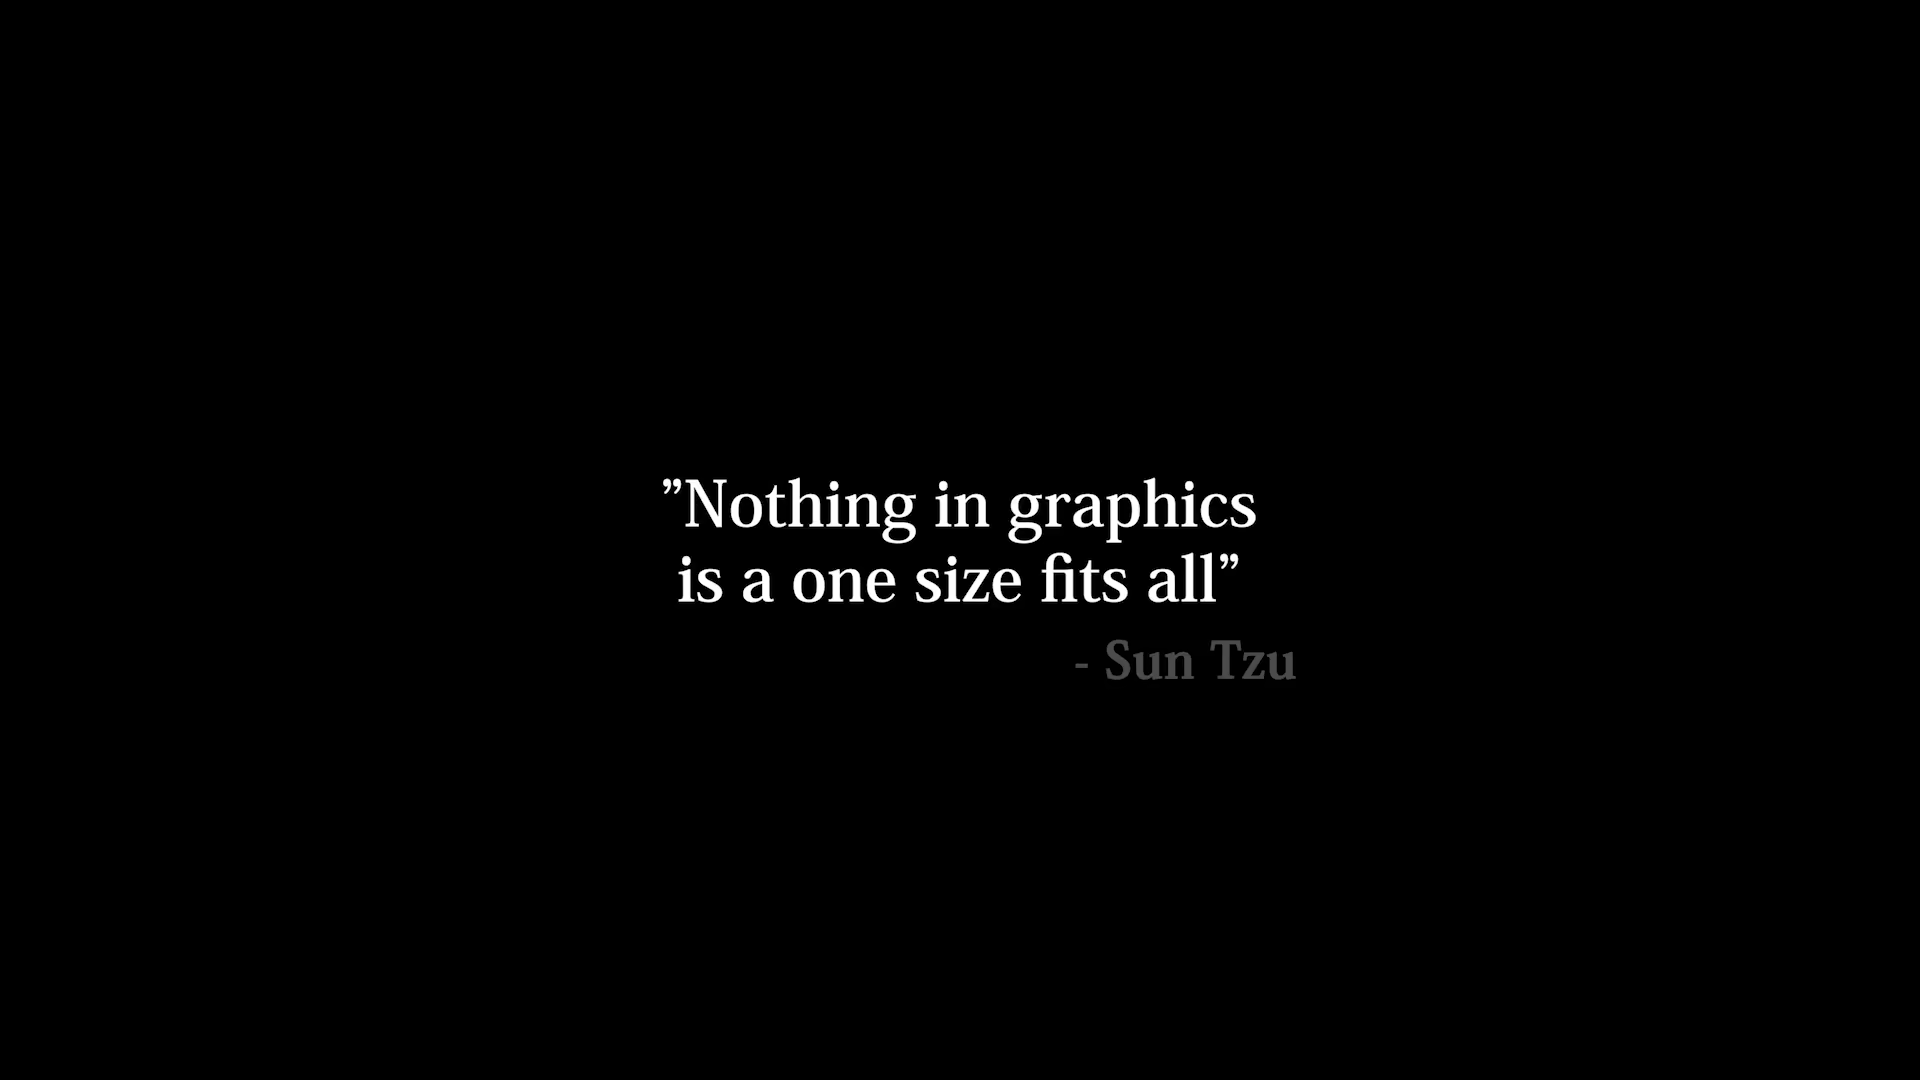 ”Nothing in graphics
is a one size fits all”
- Sun Tzu